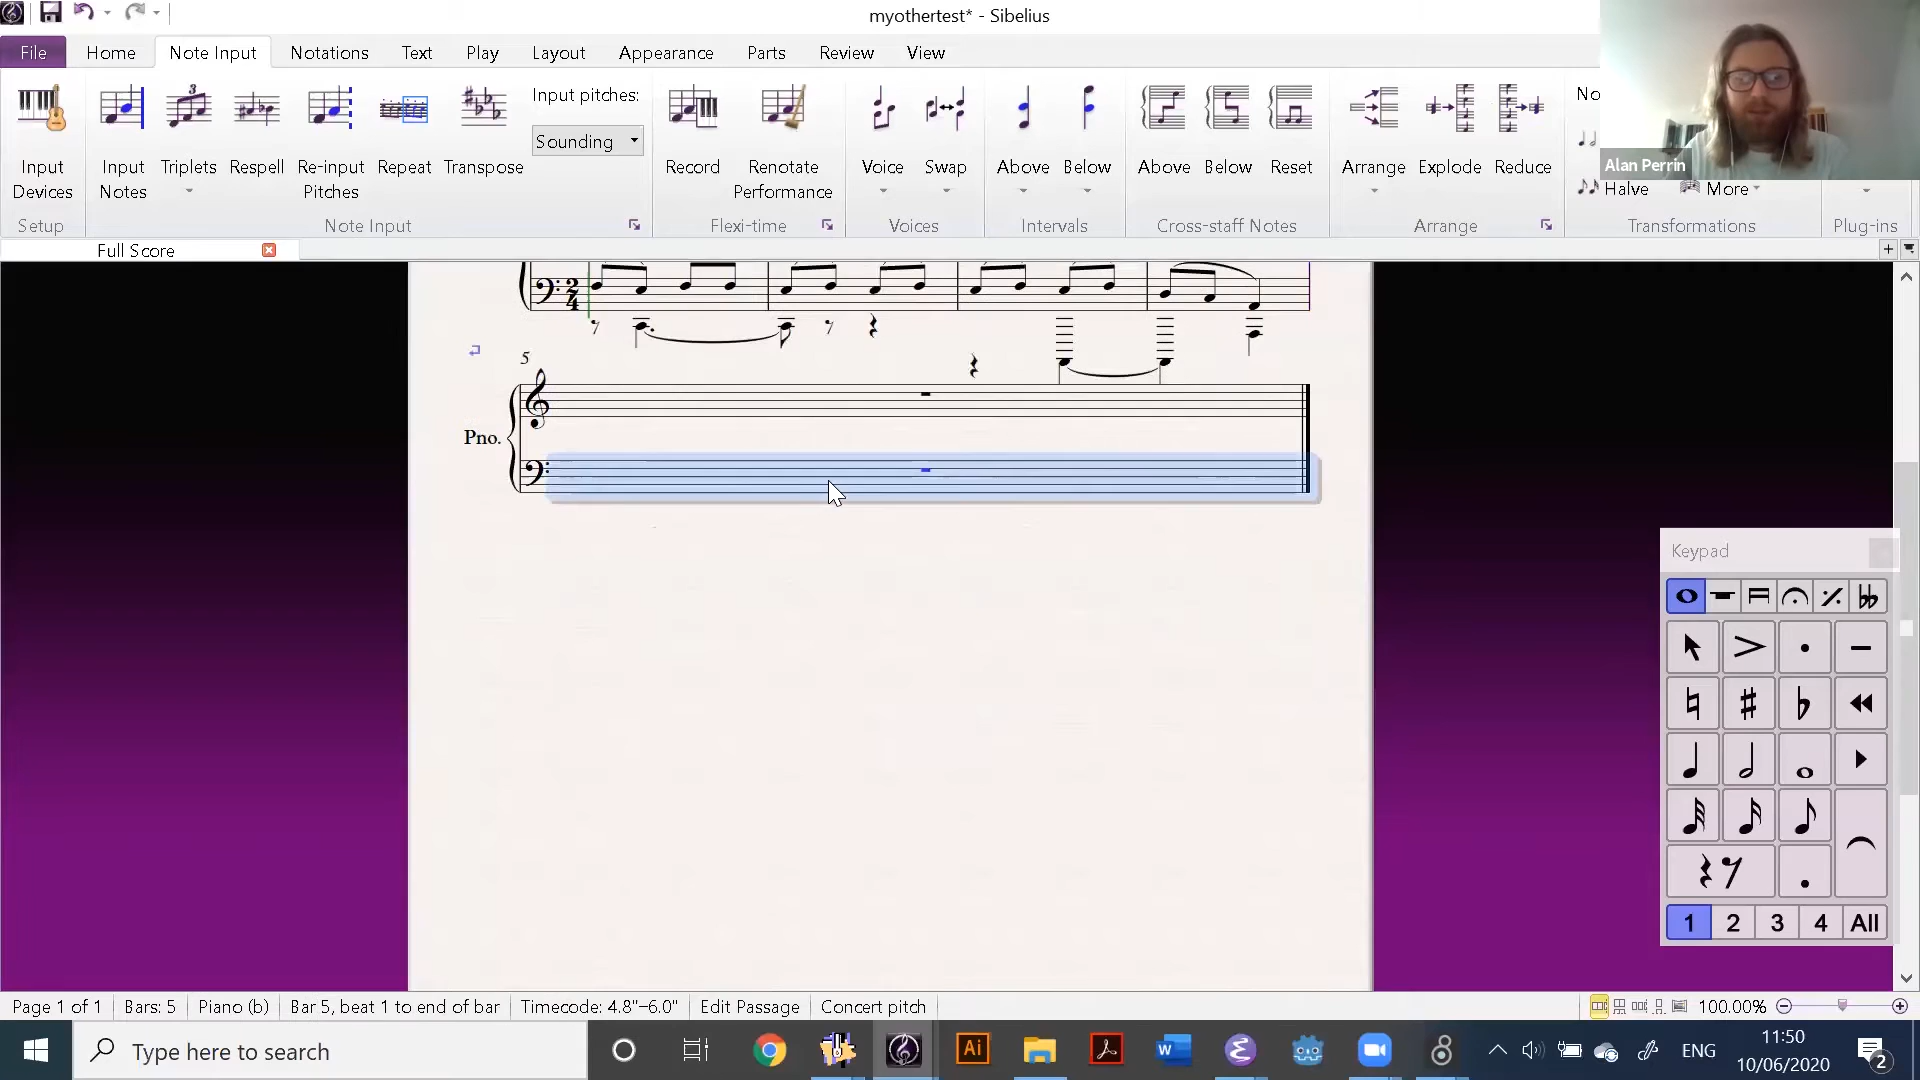 myothertest* - Sibelius
File Home Note Input Notations Text Play Layout Appearance Parts Review View
Input Devices
Input Notes
3
Triplets
Respell
Re-input Pitches
Repeat
Transpose
Input pitches:
Sounding
Record
Renotate Performance
Voice
Swap
Above
Below
Above
Below
Reset
Arrange
Explode
Reduce
No
Halve
More
Alan Perrin
Setup Note Input Flexi-time Voices Intervals Cross-staff Notes Arrange Transformations Plug-ins
Full Score
2
4
5
Pno.
Keypad
1 2 3 4 All
Page 1 of 1 Bars: 5 Piano (b) Bar 5, beat 1 to end of bar Timecode: 4.8"–6.0" Edit Passage Concert pitch 100.00%
Type here to search
Ai
W
ENG
11:50
10/06/2020
2